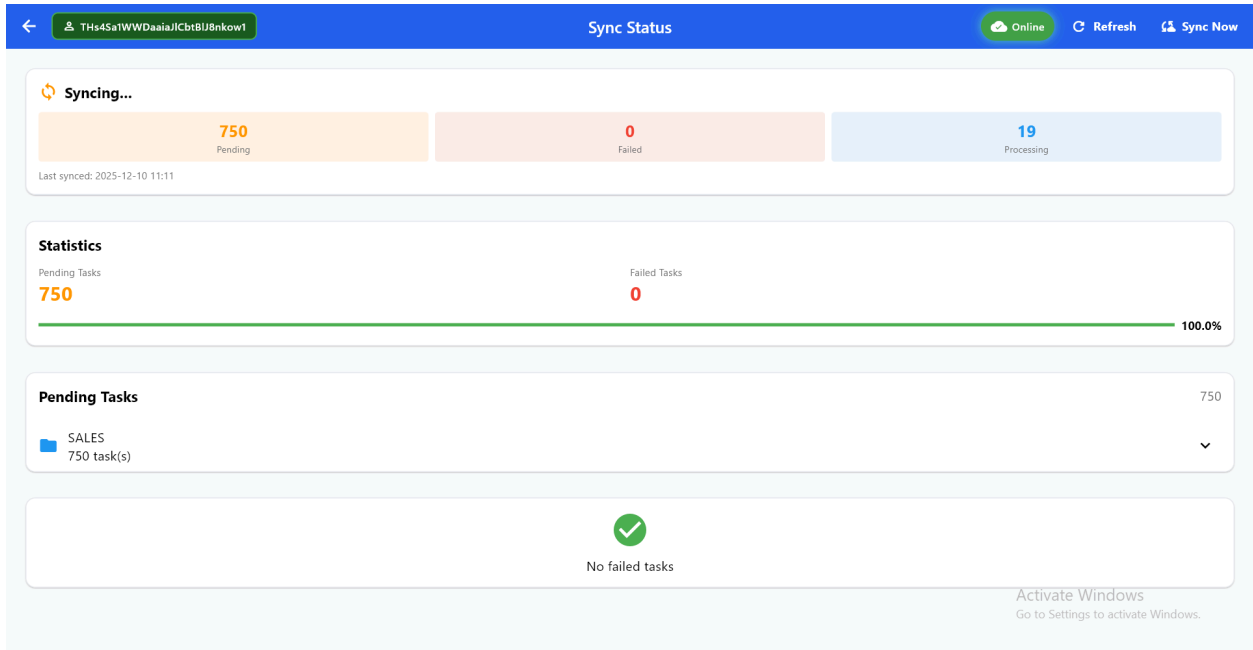 THs4Sa1WWDaaiaJlCbtBlJ8nkow1
Sync Status
Online
Refresh
Sync Now
Syncing...
750
Pending
0
Failed
19
Processing
Last synced: 2025-12-10 11:11
Statistics
Pending Tasks
750
Failed Tasks
0
100.0%
Pending Tasks
750
SALES
750 task(s)
No failed tasks
Activate Windows
Go to Settings to activate Windows.